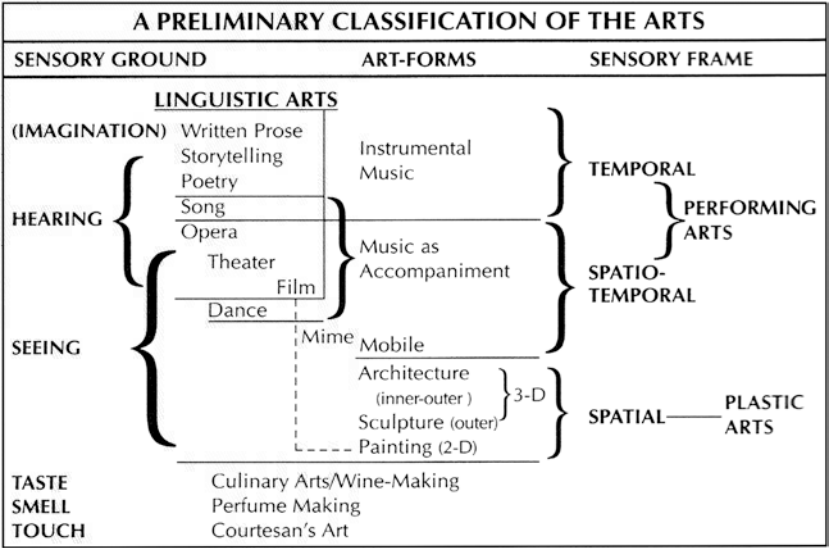 A PRELIMINARY CLASSIFICATION OF THE ARTS
SENSORY GROUND ART-FORMS SENSORY FRAME
LINGUISTIC ARTS
(IMAGINATION) Written Prose
Storytelling
Poetry
Instrumental
Music
TEMPORAL
HEARING
Song
Opera
Theater
Film
Dance
Mime
PERFORMING
ARTS
Music as
Accompaniment
SPATIO-
TEMPORAL
SEEING
Mobile
Architecture
(inner-outer )
3-D
Sculpture (outer)
Painting (2-D)
SPATIAL
PLASTIC
ARTS
TASTE Culinary Arts/Wine-Making
SMELL Perfume Making
TOUCH Courtesan's Art